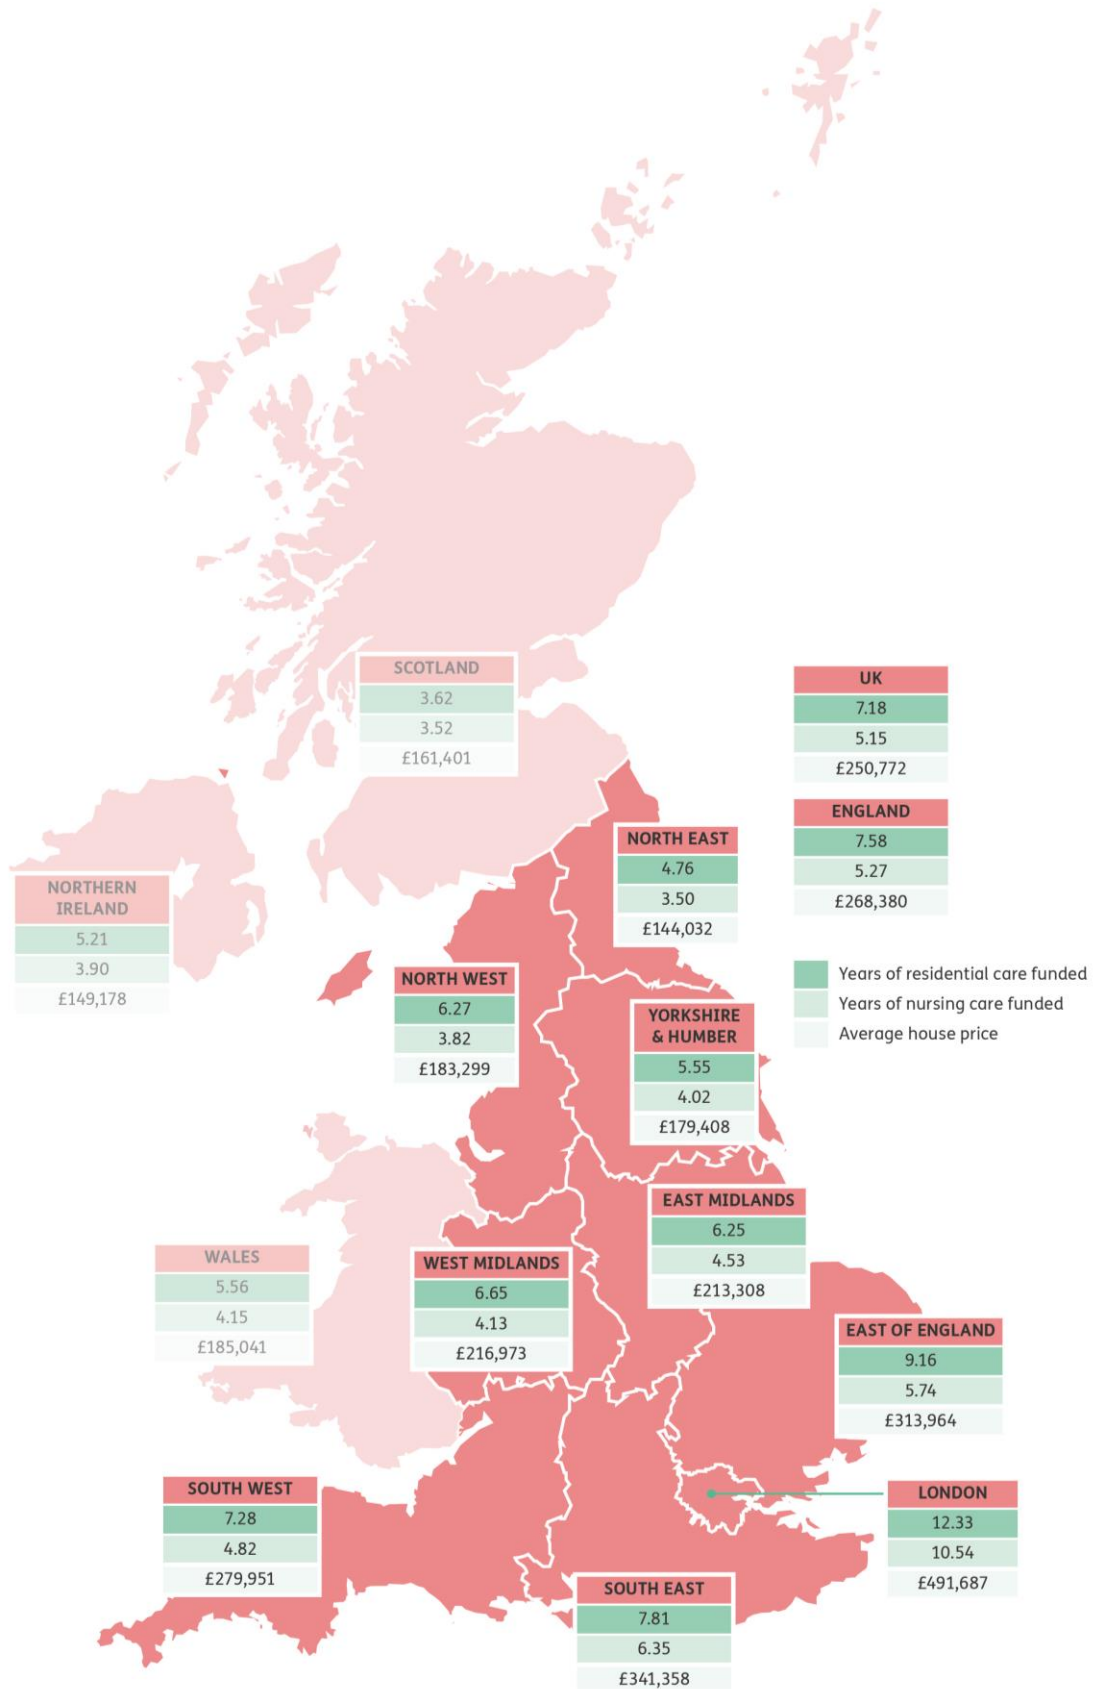 SCOTLAND
3.62
3.52
£161,401
UK
7.18
5.15
£250,772
ENGLAND
7.58
5.27
£268,380
NORTH EAST
4.76
3.50
£144,032
NORTHERN
IRELAND
5.21
3.90
£149,178
NORTH WEST
6.27
3.82
£183,299
Years of residential care funded
Years of nursing care funded
Average house price
YORKSHIRE
& HUMBER
5.55
4.02
£179,408
EAST MIDLANDS
6.25
4.53
£213,308
WALES
5.56
4.15
£185,041
WEST MIDLANDS
6.65
4.13
£216,973
EAST OF ENGLAND
9.16
5.74
£313,964
SOUTH WEST
7.28
4.82
£279,951
LONDON
12.33
10.54
£491,687
SOUTH EAST
7.81
6.35
£341,358